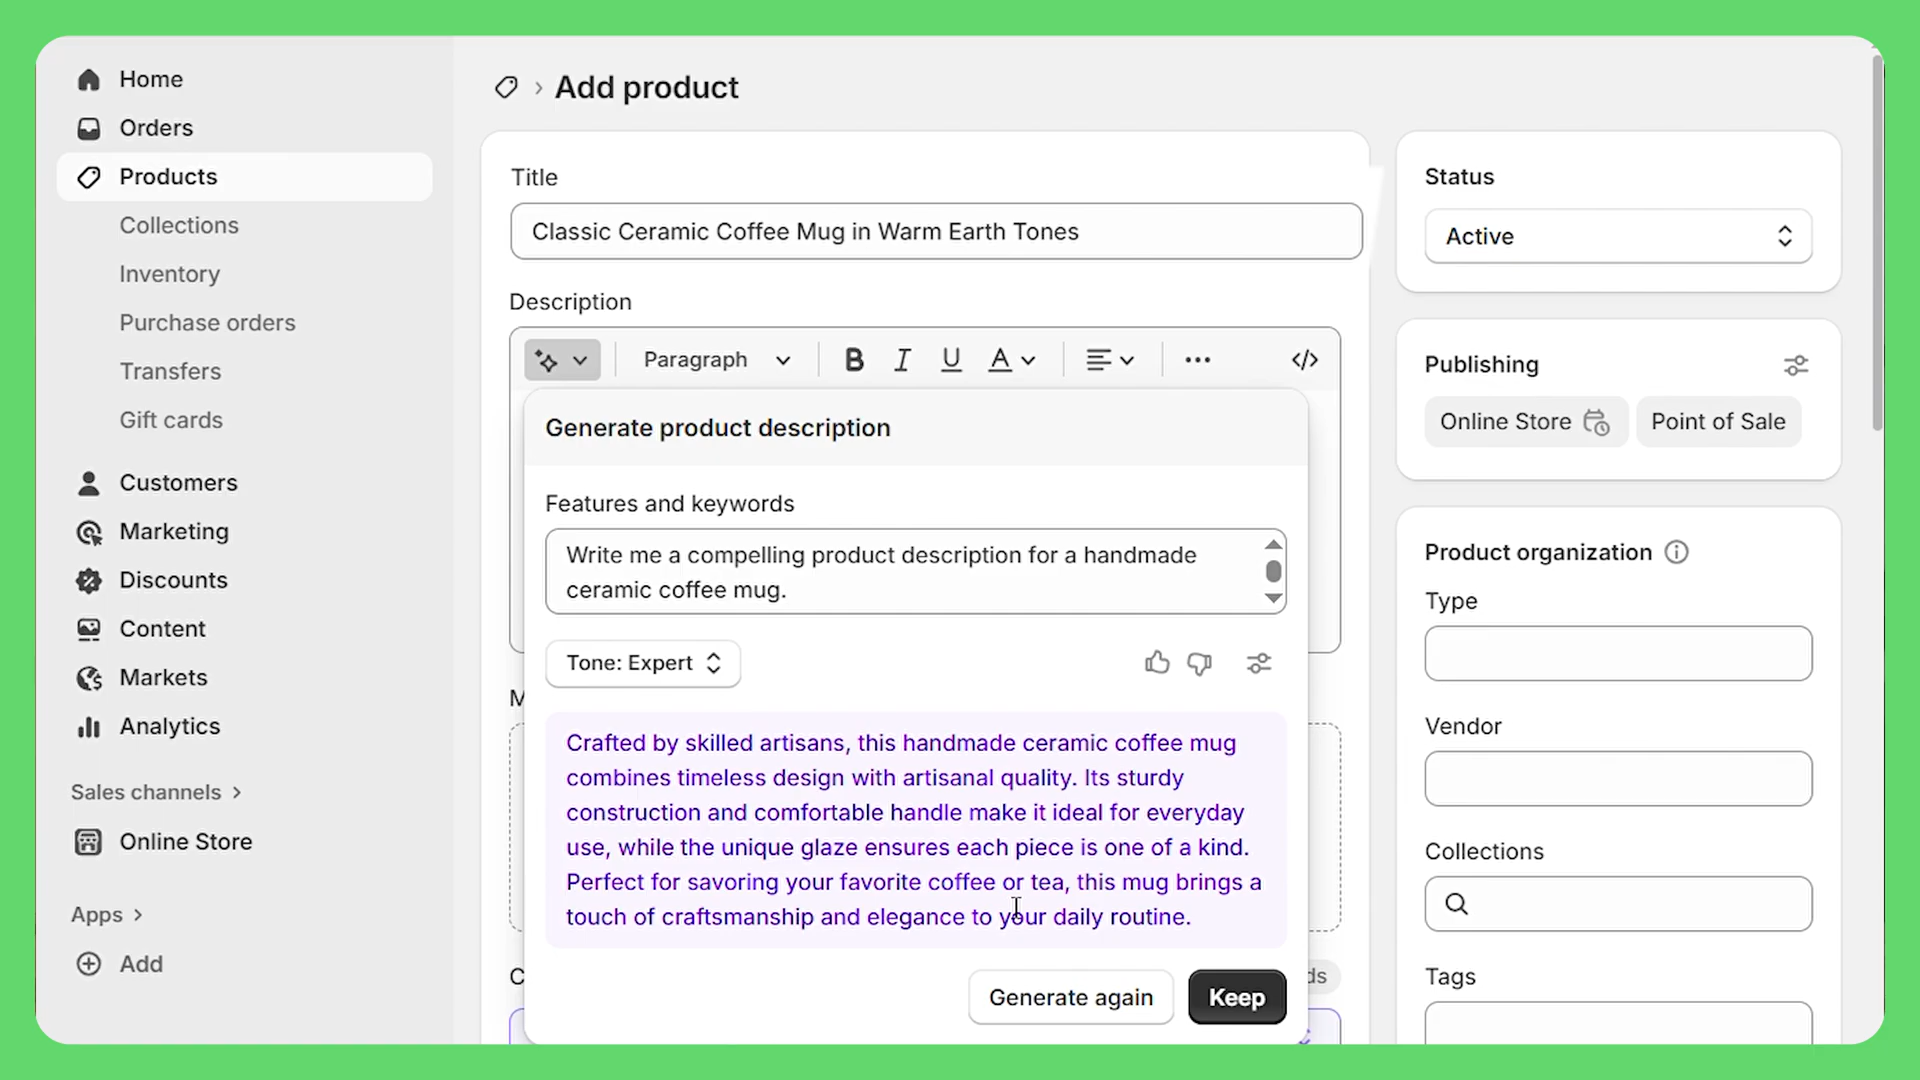 Home
Orders
Products
Collections
Inventory
Purchase orders
Transfers
Gift cards
Customers
Marketing
Discounts
Content
Markets
Analytics
Sales channels
Online Store
Apps
Add
Add product
Title
Classic Ceramic Coffee Mug in Warm Earth Tones
Description
Paragraph
B I U A
Generate product description
Features and keywords
Write me a compelling product description for a handmade
ceramic coffee mug.
Tone: Expert
Crafted by skilled artisans, this handmade ceramic coffee mug
combines timeless design with artisanal quality. Its sturdy
construction and comfortable handle make it ideal for everyday
use, while the unique glaze ensures each piece is one of a kind.
Perfect for savoring your favorite coffee or tea, this mug brings a
touch of craftsmanship and elegance to your daily routine.
Generate again
Keep
Status
Active
Publishing
Online Store
Point of Sale
Product organization
Type
Vendor
Collections
Tags